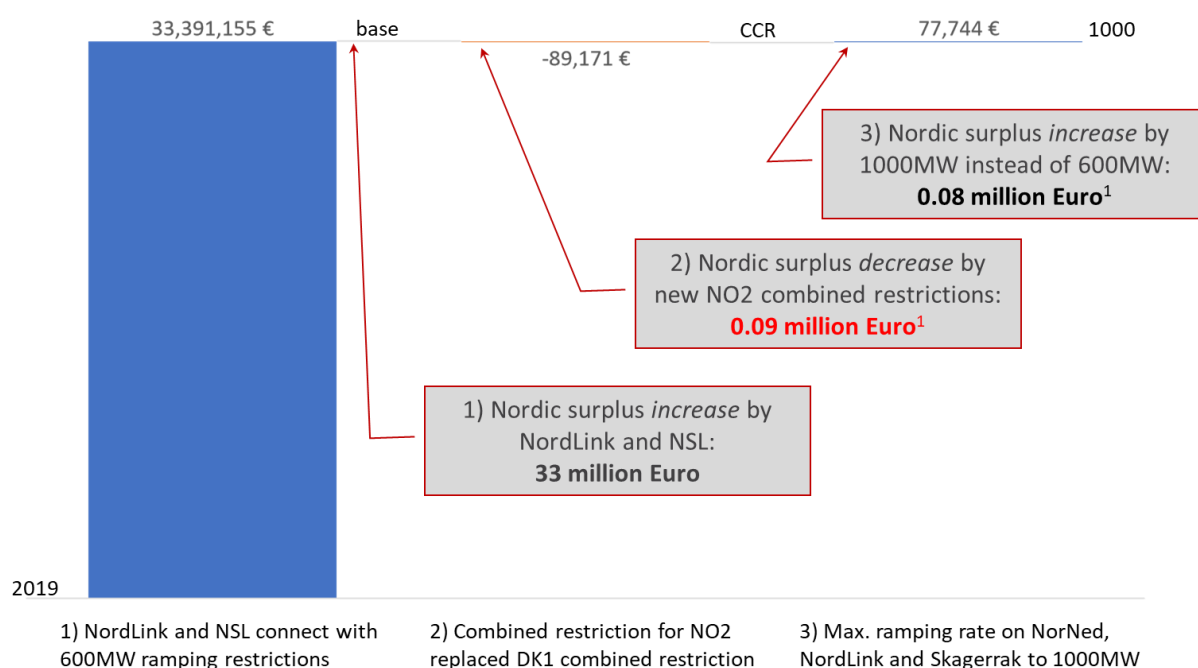 33,391,155 €
base
-89,171 €
CCR
77,744 €
1000
3) Nordic surplus increase by
1000MW instead of 600MW:
0.08 million Euro¹
2) Nordic surplus decrease by
new NO2 combined restrictions:
0.09 million Euro¹
1) Nordic surplus increase by
NordLink and NSL:
33 million Euro
2019
1) NordLink and NSL connect with
600MW ramping restrictions
2) Combined restriction for NO2
replaced DK1 combined restriction
3) Max. ramping rate on NorNed,
NordLink and Skagerrak to 1000MW